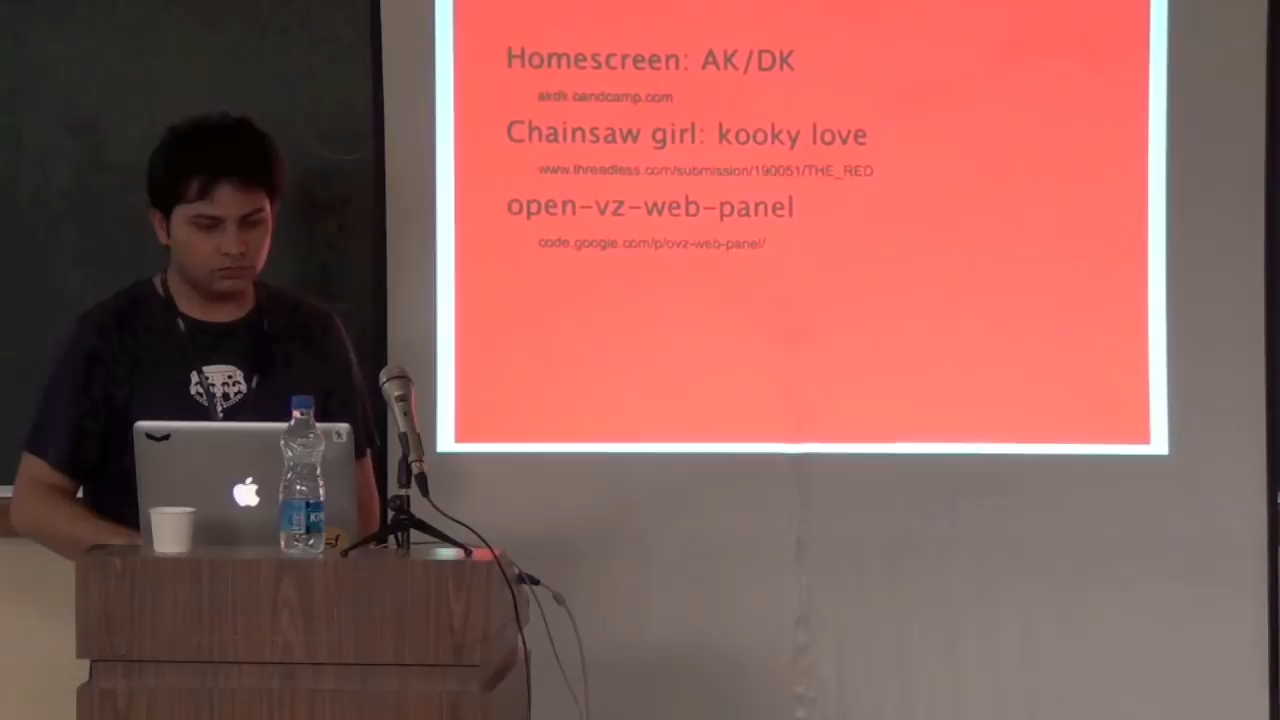 Homescreen: AK/DK
akdk.bandcamp.com
Chainsaw girl: kooky love
www.threadless.com/submission/190051/THE_RED
open-vz-web-panel
code.google.com/p/ovz-web-panel/